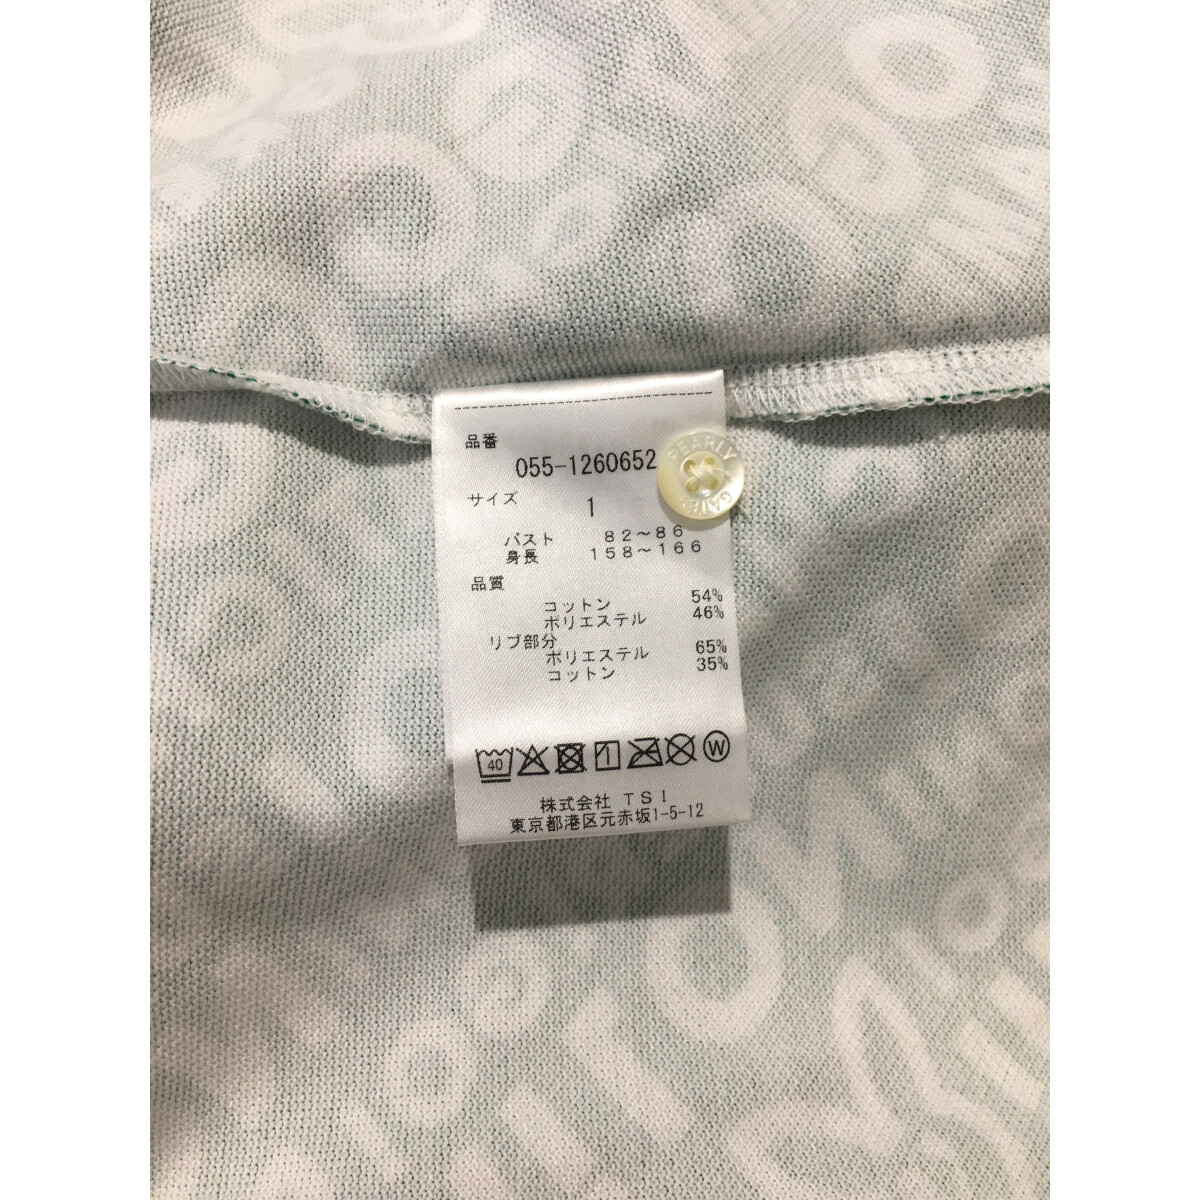 品番
055-1260652
PEARLY
GATES
サイズ 1
バスト 82～86
身長 158～166
品質
コットン 54%
ポリエステル 46%
リブ部分
ポリエステル 65%
コットン 35%
40
W
株式会社 TSI
東京都港区元赤坂1-5-12